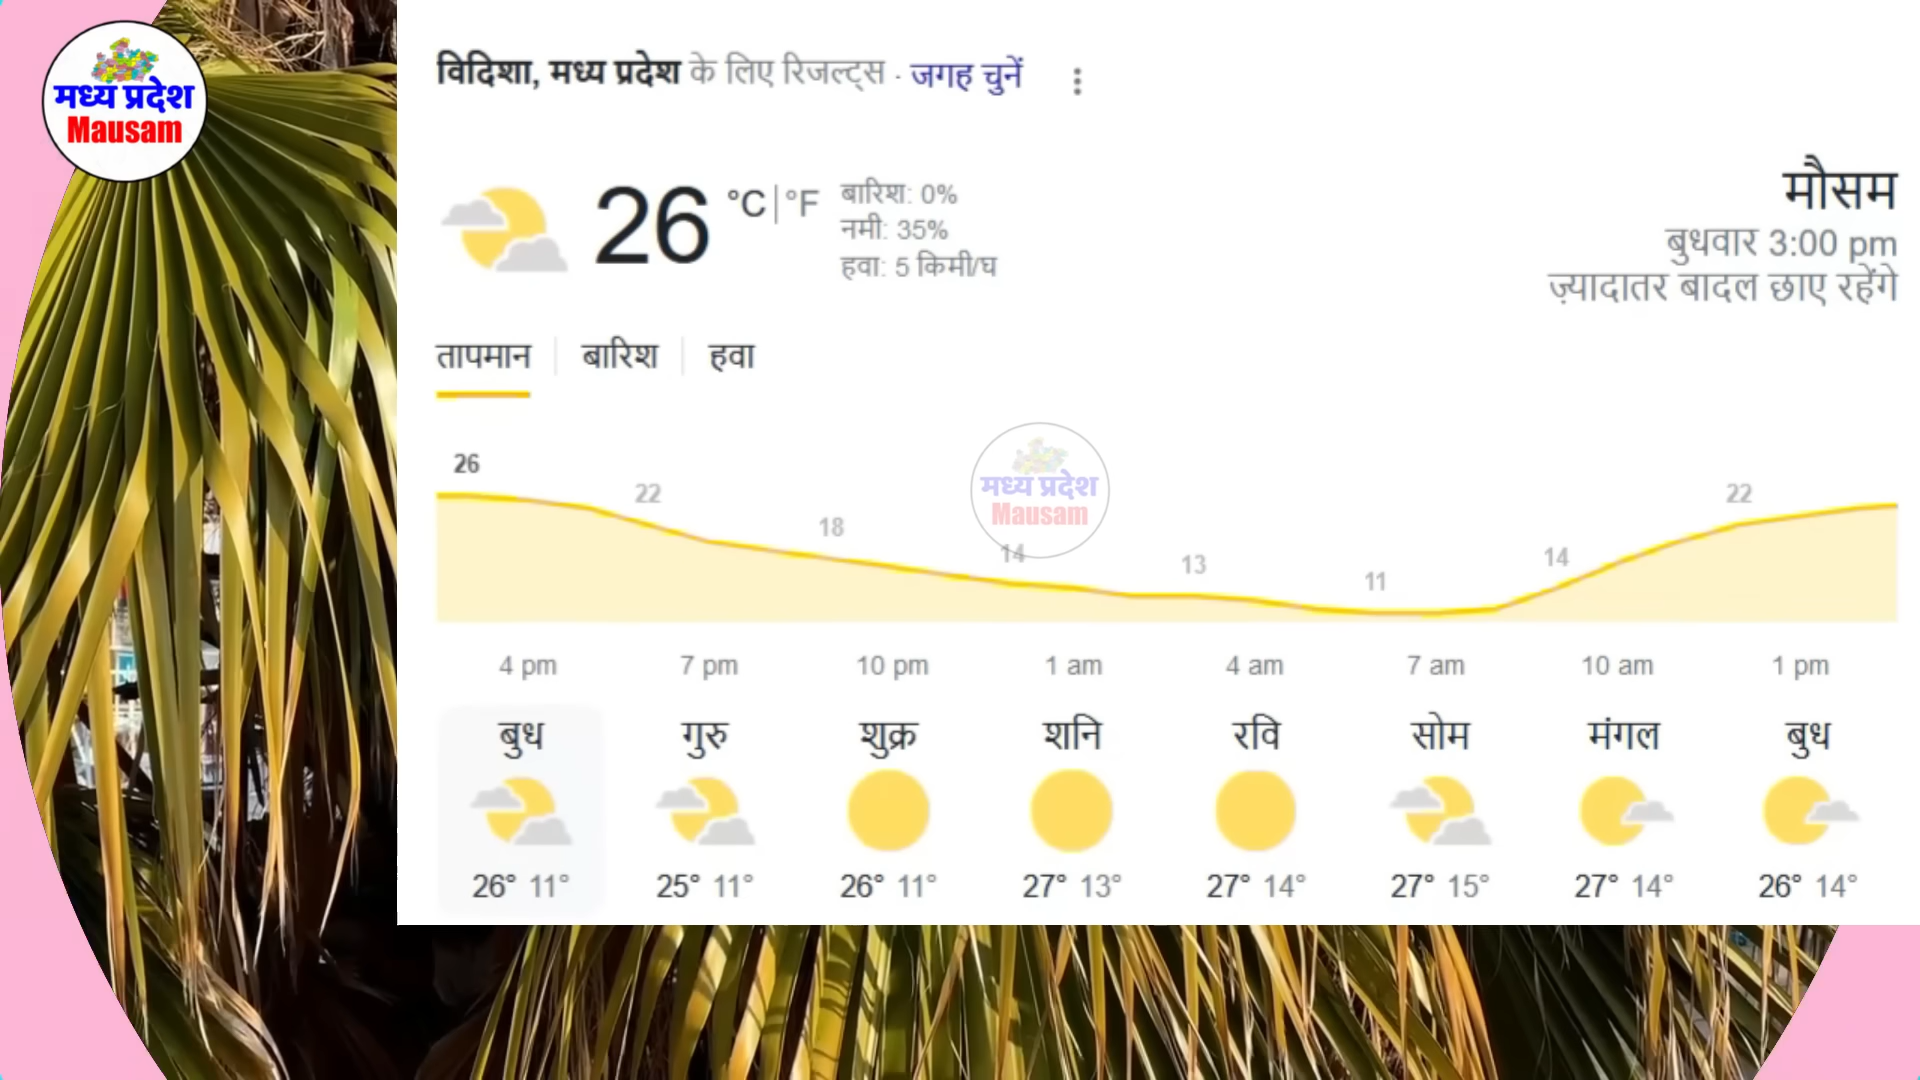 मध्य प्रदेश
Mausam
विदिशा, मध्य प्रदेश के लिए रिजल्ट्स · जगह चुनें
26 °C | °F
बारिश: 0%
नमी: 35%
हवा: 5 किमी/घ
मौसम
बुधवार 3:00 pm
ज़्यादातर बादल छाए रहेंगे
तापमान बारिश हवा
26 22 18 14 13 11 14 22
मध्य प्रदेश
Mausam
4 pm 7 pm 10 pm 1 am 4 am 7 am 10 am 1 pm
बुध गुरु शुक्र शनि रवि सोम मंगल बुध
26° 11° 25° 11° 26° 11° 27° 13° 27° 14° 27° 15° 27° 14° 26° 14°